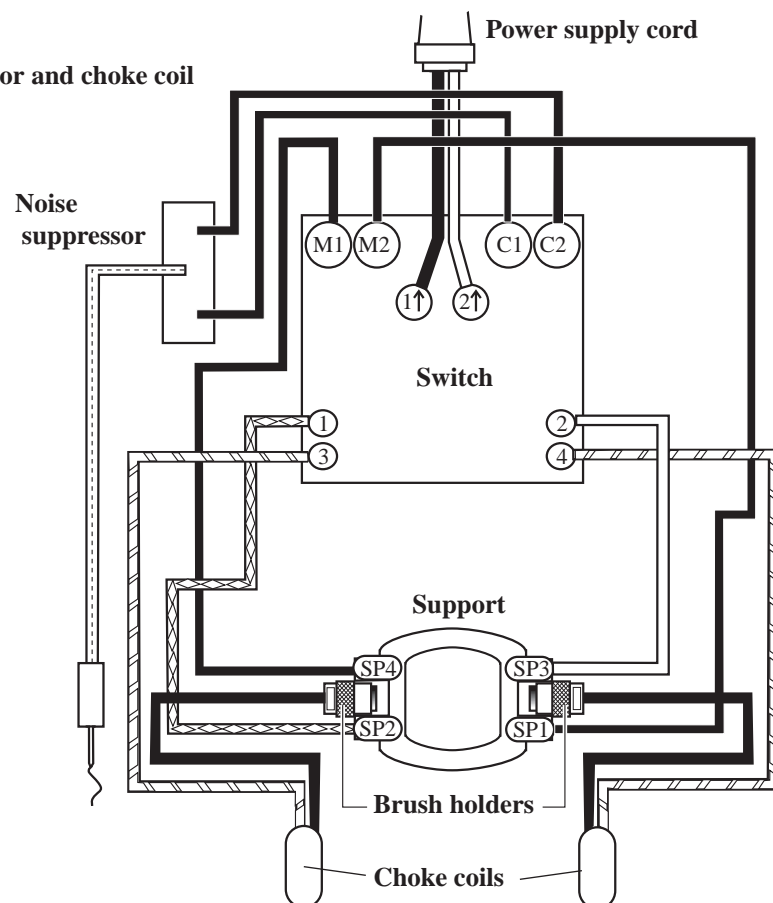 Power supply cord
or and choke coil
Noise
suppressor
M1 M2 C1 C2
1↑ 2↑
Switch
1 2
3 4
Support
SP4 SP3
SP2 SP1
Brush holders
Choke coils